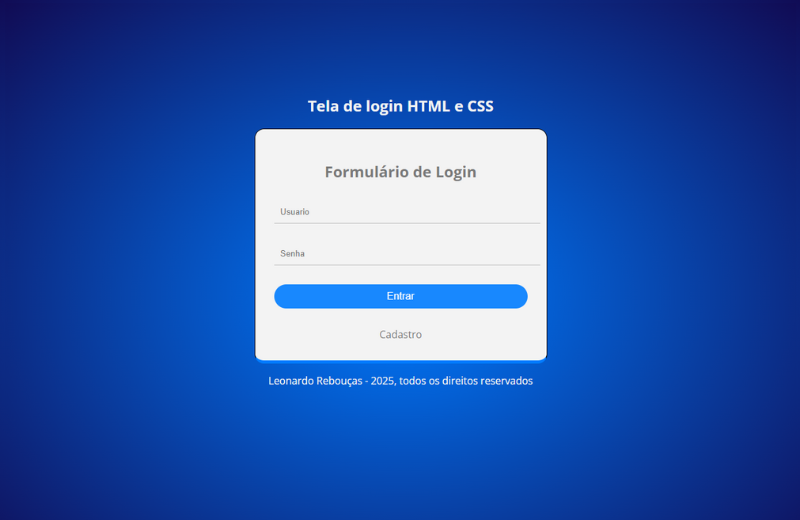 Tela de login HTML e CSS
Formulário de Login
Usuario
Senha
Entrar
Cadastro
Leonardo Rebouças - 2025, todos os direitos reservados